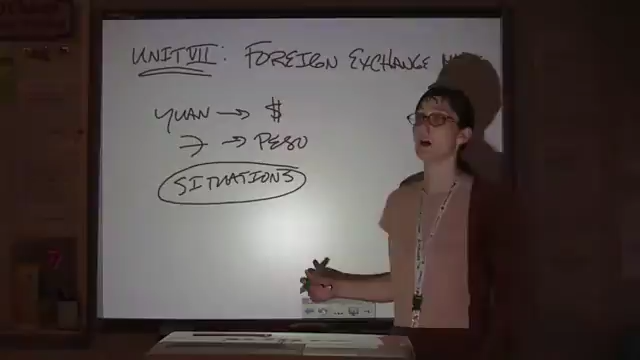 UNIT VII: FOREIGN EXCHANGE
YUAN → $
→ PESO
SITUATIONS